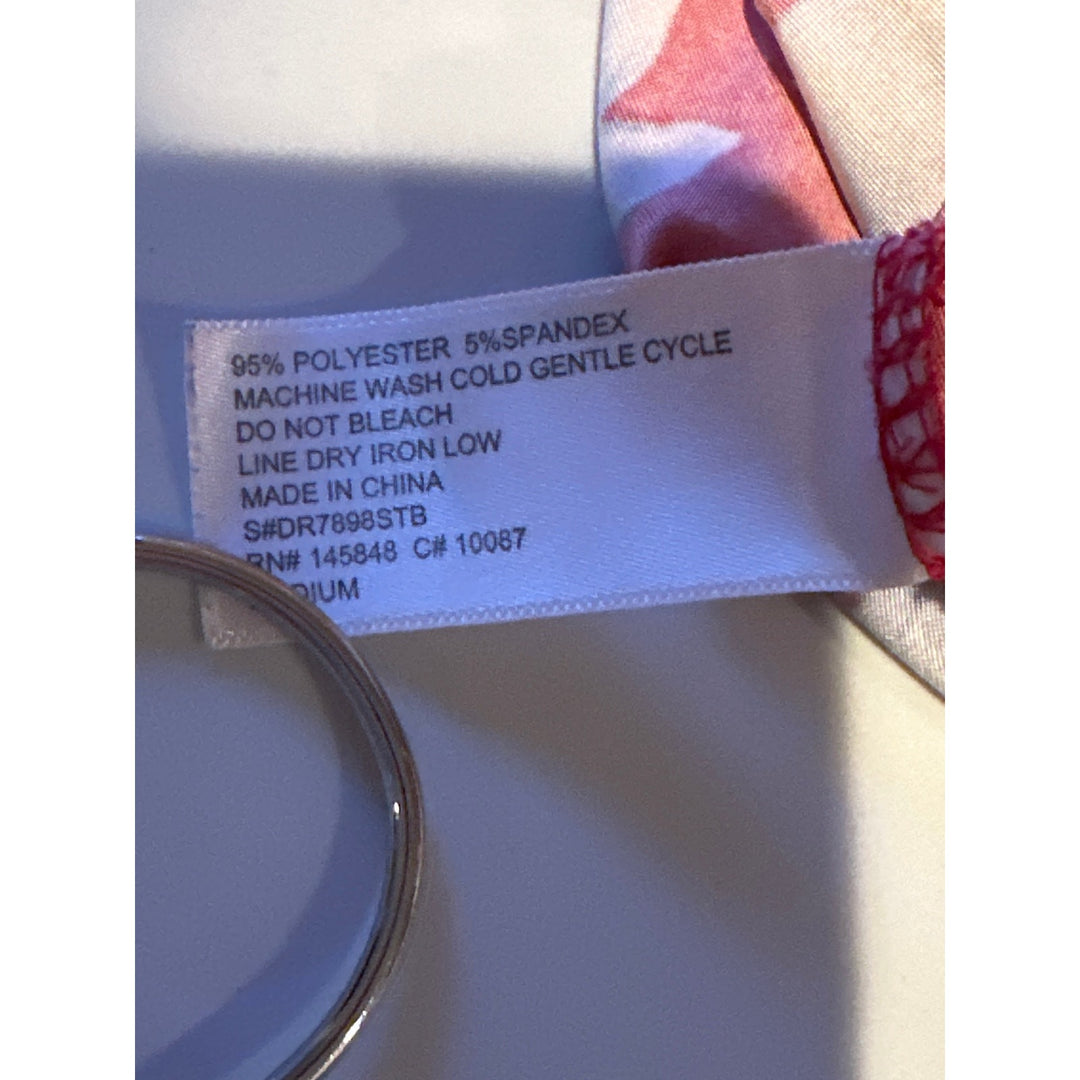 95% POLYESTER 5%SPANDEX
MACHINE WASH COLD GENTLE CYCLE
DO NOT BLEACH
LINE DRY IRON LOW
MADE IN CHINA
S#DR7898STB
RN# 145848 C# 10087
DIUM